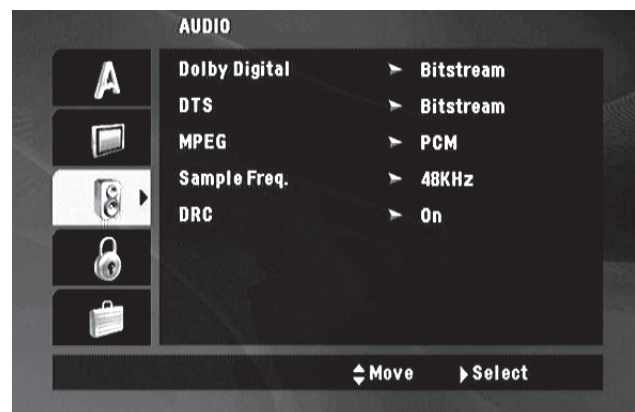 AUDIO
A
Dolby Digital ➢ Bitstream
DTS ➢ Bitstream
MPEG ➢ PCM
Sample Freq. ➢ 48KHz
DRC ➢ On
Move Select